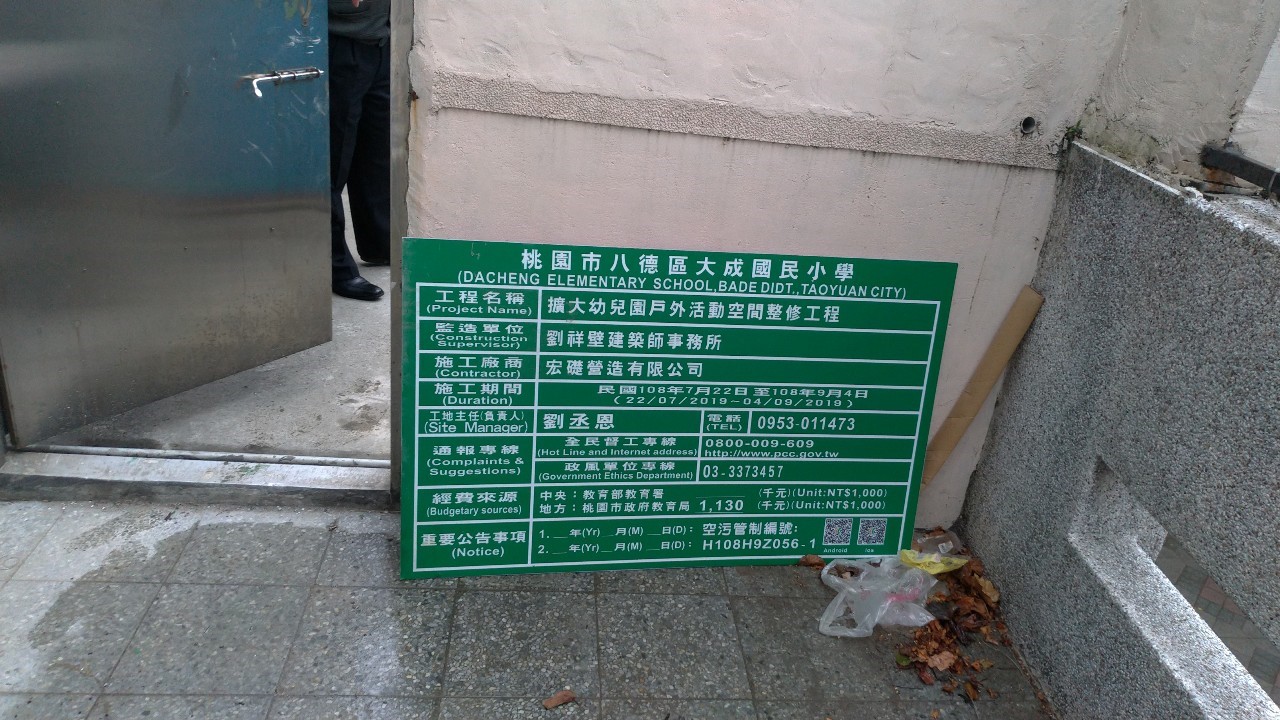 桃園市八德區大成國民小學
(DACHENG ELEMENTARY SCHOOL,BADE DIDT.,TAOYUAN CITY)
工程名稱
(Project Name)
擴大幼兒園戶外活動空間整修工程
監造單位
(Construction
Supervisor)
劉祥壁建築師事務所
施工廠商
(Contractor)
宏礎營造有限公司
施工期間
(Duration)
民國108年7月22日 至108年9月4日
(22/07/2019~04/09/2019)
工地主任(負責人)
(Site Manager)
劉丞恩
電話
(TEL)
0953-011473
通報專線
(Complaints &
Suggestions)
全民督工專線
(Hot Line and Internet address)
0800-009-609
http://www.pcc.gov.tw
政風單位專線
(Government Ethics Department)
03-3373457
經費來源
(Budgetary sources)
中央：教育部教育署 ______ (千元)(Unit:NT$1,000)
地方：桃園市政府教育局 1,130 (千元)(Unit:NT$1,000)
重要公告事項
(Notice)
1. __年(Yr) __月(M) __日(D)：空污管制編號:
2. __年(Yr) __月(M) __日(D)：H108H9Z056-1
Android
Ios